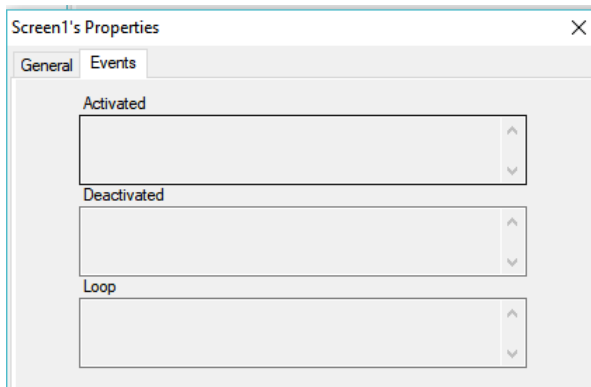 Screen1's Properties
General Events
Activated
Deactivated
Loop